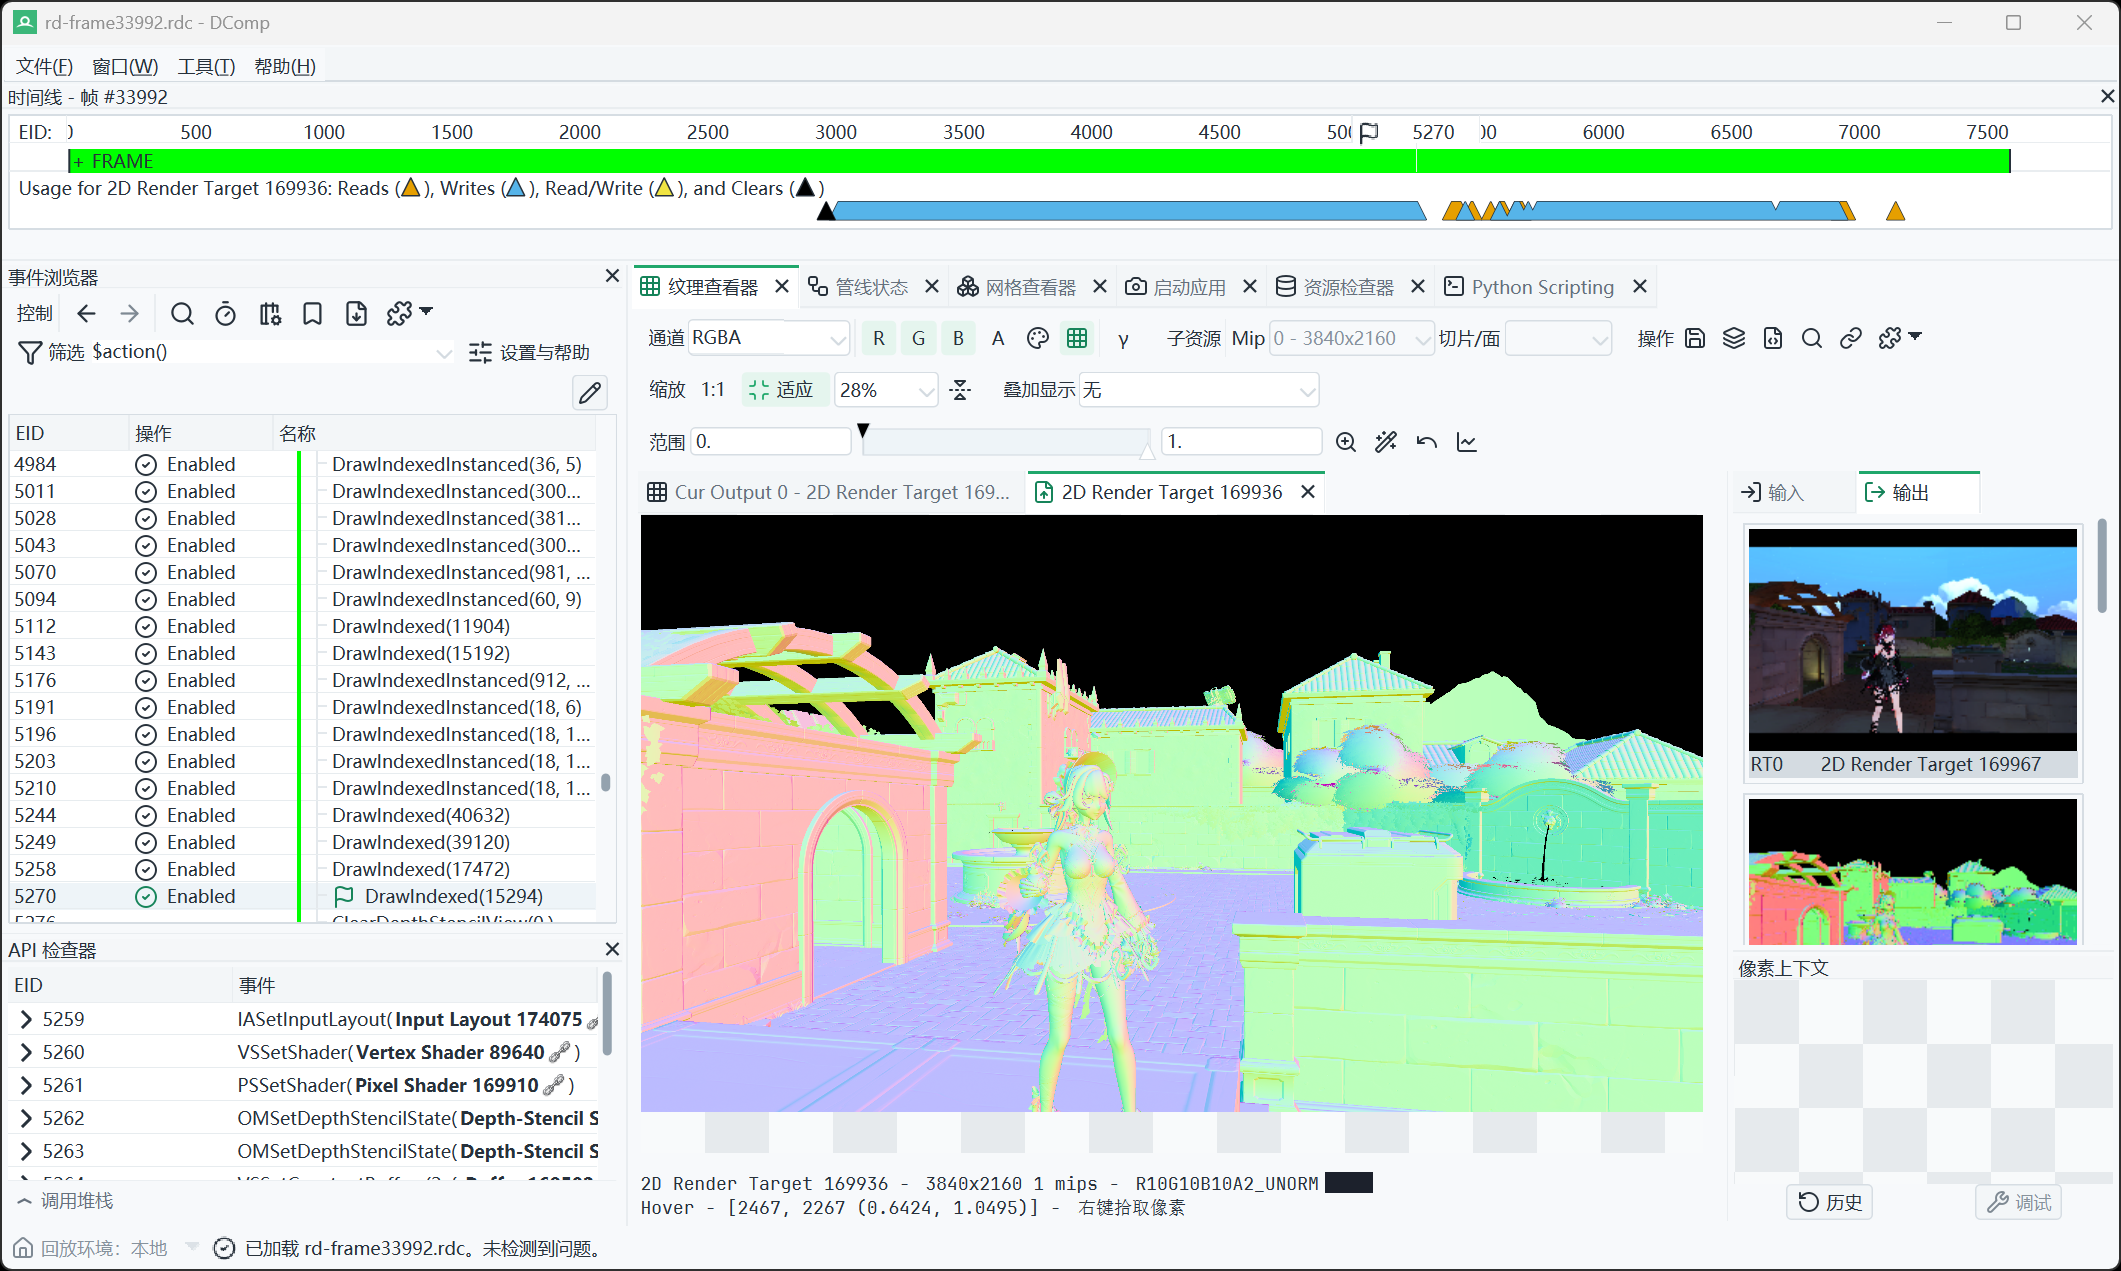 rd-frame33992.rdc - DComp
文件(F) 窗口(W) 工具(T) 帮助(H)
时间线 - 帧 #33992
EID: 500 1000 1500 2000 2500 3000 3500 4000 4500 5270 6000 6500 7000 7500
+ FRAME
Usage for 2D Render Target 169936: Reads ( ), Writes ( ), Read/Write ( ), and Clears ( )
事件浏览器
控制
筛选 $action() 设置与帮助
EID 操作 名称
4984 Enabled DrawIndexedInstanced(36, 5)
5011 Enabled DrawIndexedInstanced(300...
5028 Enabled DrawIndexedInstanced(381...
5043 Enabled DrawIndexedInstanced(300...
5070 Enabled DrawIndexedInstanced(981, ...
5094 Enabled DrawIndexedInstanced(60, 9)
5112 Enabled DrawIndexed(11904)
5143 Enabled DrawIndexed(15192)
5176 Enabled DrawIndexedInstanced(912, ...
5191 Enabled DrawIndexedInstanced(18, 6)
5196 Enabled DrawIndexedInstanced(18, 1...
5203 Enabled DrawIndexedInstanced(18, 1...
5210 Enabled DrawIndexedInstanced(18, 1...
5244 Enabled DrawIndexed(40632)
5249 Enabled DrawIndexed(39120)
5258 Enabled DrawIndexed(17472)
5270 Enabled DrawIndexed(15294)
API 检查器
EID 事件
5259 IASetInputLayout(Input Layout 174075
5260 VSSetShader(Vertex Shader 89640 )
5261 PSSetShader(Pixel Shader 169910 )
5262 OMSetDepthStencilState(Depth-Stencil S
5263 OMSetDepthStencilState(Depth-Stencil S
调用堆栈
纹理查看器 管线状态 网格查看器 启动应用 资源检查器 Python Scripting
通道 RGBA R G B A γ 子资源 Mip 0 - 3840x2160 切片/面 操作
缩放 1:1 适应 28% 叠加显示 无
范围 0. 1.
Cur Output 0 - 2D Render Target 169... 2D Render Target 169936
输入 输出
RT0 2D Render Target 169967
像素上下文
2D Render Target 169936 - 3840x2160 1 mips - R10G10B10A2_UNORM
Hover - [2467, 2267 (0.6424, 1.0495)] - 右键拾取像素
历史 调试
回放环境: 本地 已加载 rd-frame33992.rdc。未检测到问题。